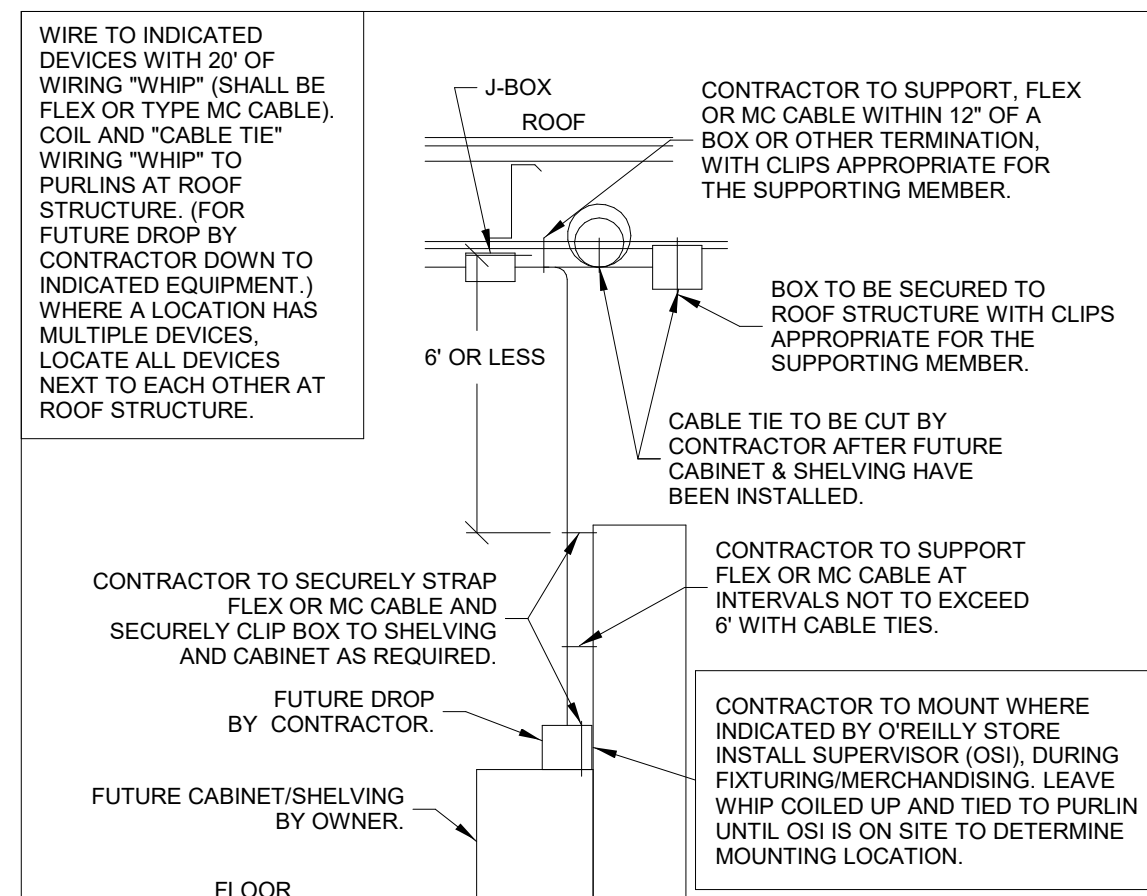 WIRE TO INDICATED
DEVICES WITH 20' OF
WIRING "WHIP" (SHALL BE
FLEX OR TYPE MC CABLE).
COIL AND "CABLE TIE"
WIRING "WHIP" TO
PURLINS AT ROOF
STRUCTURE. (FOR
FUTURE DROP BY
CONTRACTOR DOWN TO
INDICATED EQUIPMENT.)
WHERE A LOCATION HAS
MULTIPLE DEVICES,
LOCATE ALL DEVICES
NEXT TO EACH OTHER AT
ROOF STRUCTURE.
J-BOX
ROOF
CONTRACTOR TO SUPPORT, FLEX
OR MC CABLE WITHIN 12" OF A
BOX OR OTHER TERMINATION,
WITH CLIPS APPROPRIATE FOR
THE SUPPORTING MEMBER.
BOX TO BE SECURED TO
ROOF STRUCTURE WITH CLIPS
APPROPRIATE FOR THE
SUPPORTING MEMBER.
6' OR LESS
CABLE TIE TO BE CUT BY
CONTRACTOR AFTER FUTURE
CABINET & SHELVING HAVE
BEEN INSTALLED.
CONTRACTOR TO SUPPORT
FLEX OR MC CABLE AT
INTERVALS NOT TO EXCEED
6' WITH CABLE TIES.
CONTRACTOR TO SECURELY STRAP
FLEX OR MC CABLE AND
SECURELY CLIP BOX TO SHELVING
AND CABINET AS REQUIRED.
FUTURE DROP
BY CONTRACTOR.
CONTRACTOR TO MOUNT WHERE
INDICATED BY O'REILLY STORE
INSTALL SUPERVISOR (OSI), DURING
FIXTURING/MERCHANDISING. LEAVE
WHIP COILED UP AND TIED TO PURLIN
UNTIL OSI IS ON SITE TO DETERMINE
MOUNTING LOCATION.
FUTURE CABINET/SHELVING
BY OWNER.
FLOOR